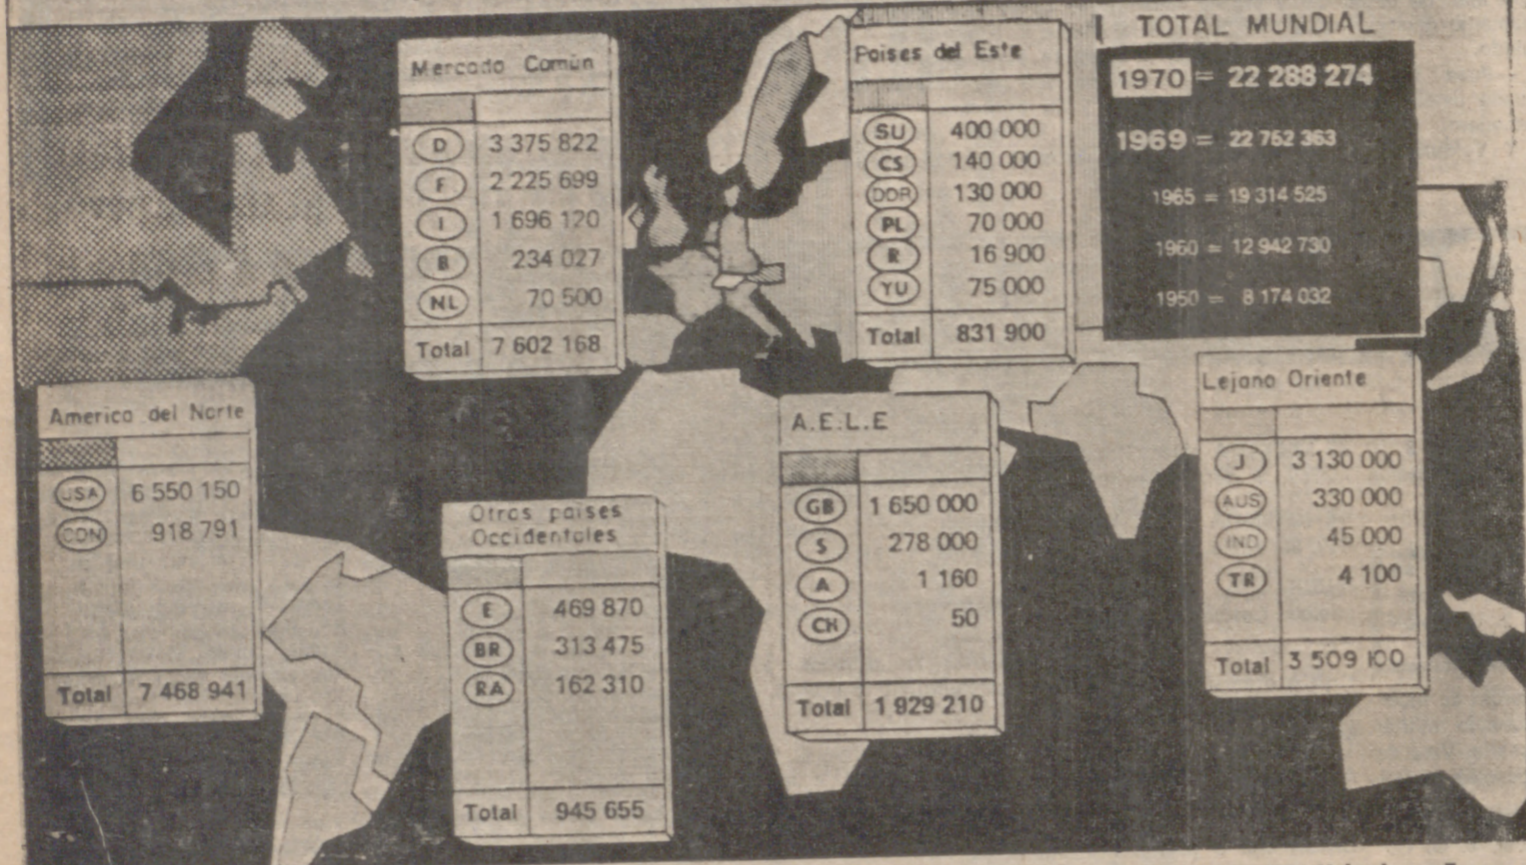 Mercado Común
D 3 375 822
F 2 225 699
I 1 696 120
B 234 027
NL 70 500
Total 7 602 168
Paises del Este
SU 400 000
CS 140 000
DDR 130 000
PL 70 000
R 16 900
YU 75 000
Total 831 900
TOTAL MUNDIAL
1970 = 22 288 274
1969 = 22 752 363
1965 = 19 314 525
1960 = 12 942 730
1950 = 8 174 032
America del Norte
USA 6 550 150
CDN 918 791
Total 7 468 941
Otros paises
Occidentales
E 469 870
BR 313 475
RA 162 310
Total 945 655
A.E.L.E
GB 1 650 000
S 278 000
A 1 160
CH 50
Total 1 929 210
Lejano Oriente
J 3 130 000
AUS 330 000
IND 45 000
TR 4 100
Total 3 509 100